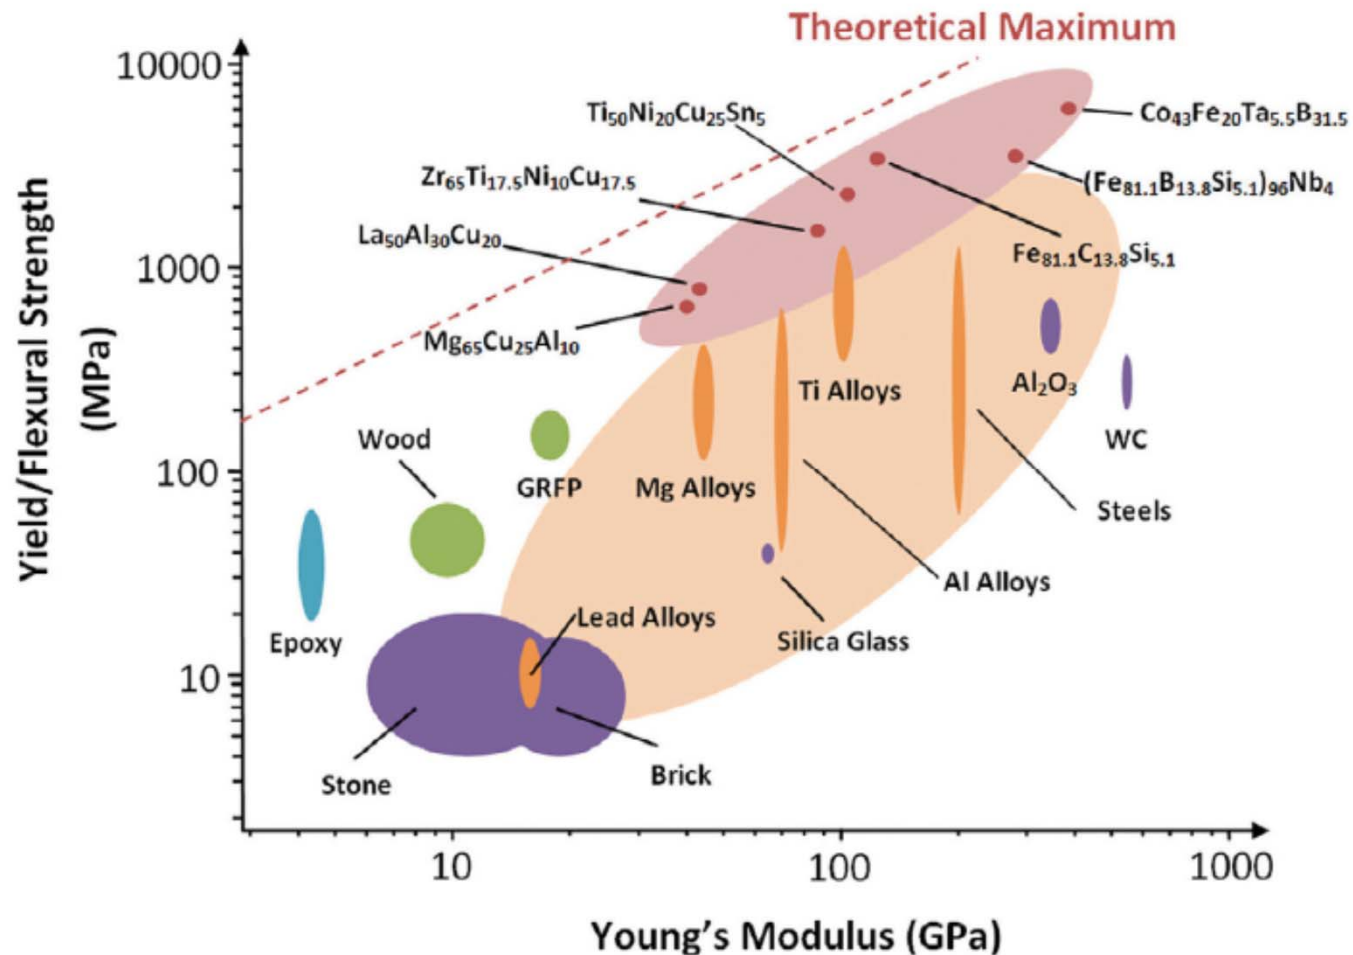 Theoretical Maximum
10000
Ti₅₀Ni₂₀Cu₂₅Sn₅
Co₄₃Fe₂₀Ta₅.₅B₃₁.₅
Zr₆₅Ti₁₇.₅Ni₁₀Cu₁₇.₅
(Fe₈₁.₁B₁₃.₈Si₅.₁)₉₆Nb₄
La₅₀Al₃₀Cu₂₀
Fe₈₁.₁C₁₃.₈Si₅.₁
1000
Mg₆₅Cu₂₅Al₁₀
Yield/Flexural Strength
(MPa)
Ti Alloys
Al₂O₃
Wood
WC
100
GRFP
Mg Alloys
Steels
Al Alloys
Lead Alloys
Epoxy
Silica Glass
10
Stone
Brick
10
100
1000
Young's Modulus (GPa)